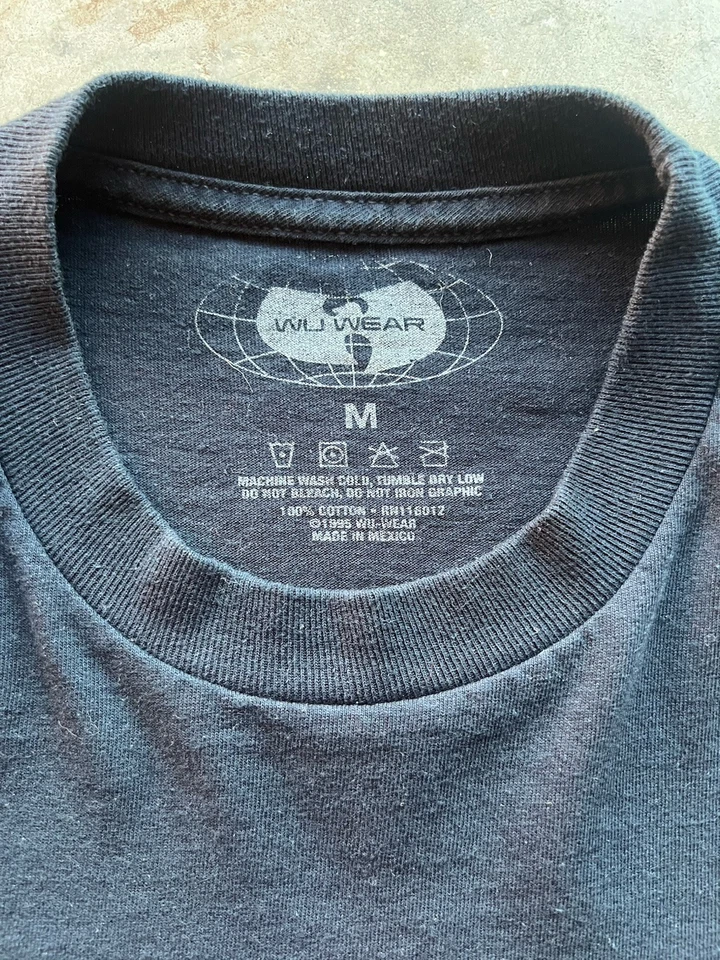 WU WEAR
M
MACHINE WASH COLD, TUMBLE DRY LOW
DO NOT BLEACH, DO NOT IRON GRAPHIC
100% COTTON • RN116012
©1995 WU-WEAR
MADE IN MEXICO